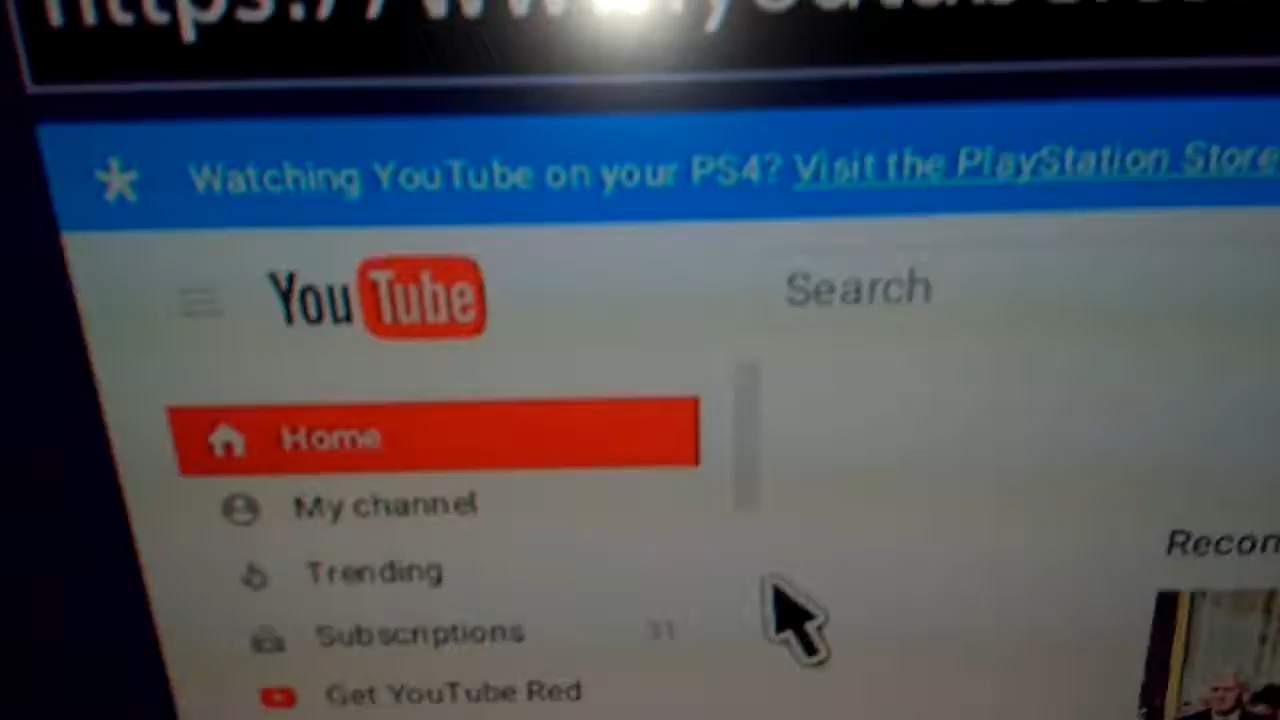 Watching YouTube on your PS4? Visit the PlayStation Store
YouTube
Search
Home
My channel
Trending
Subscriptions 31
Get YouTube Red